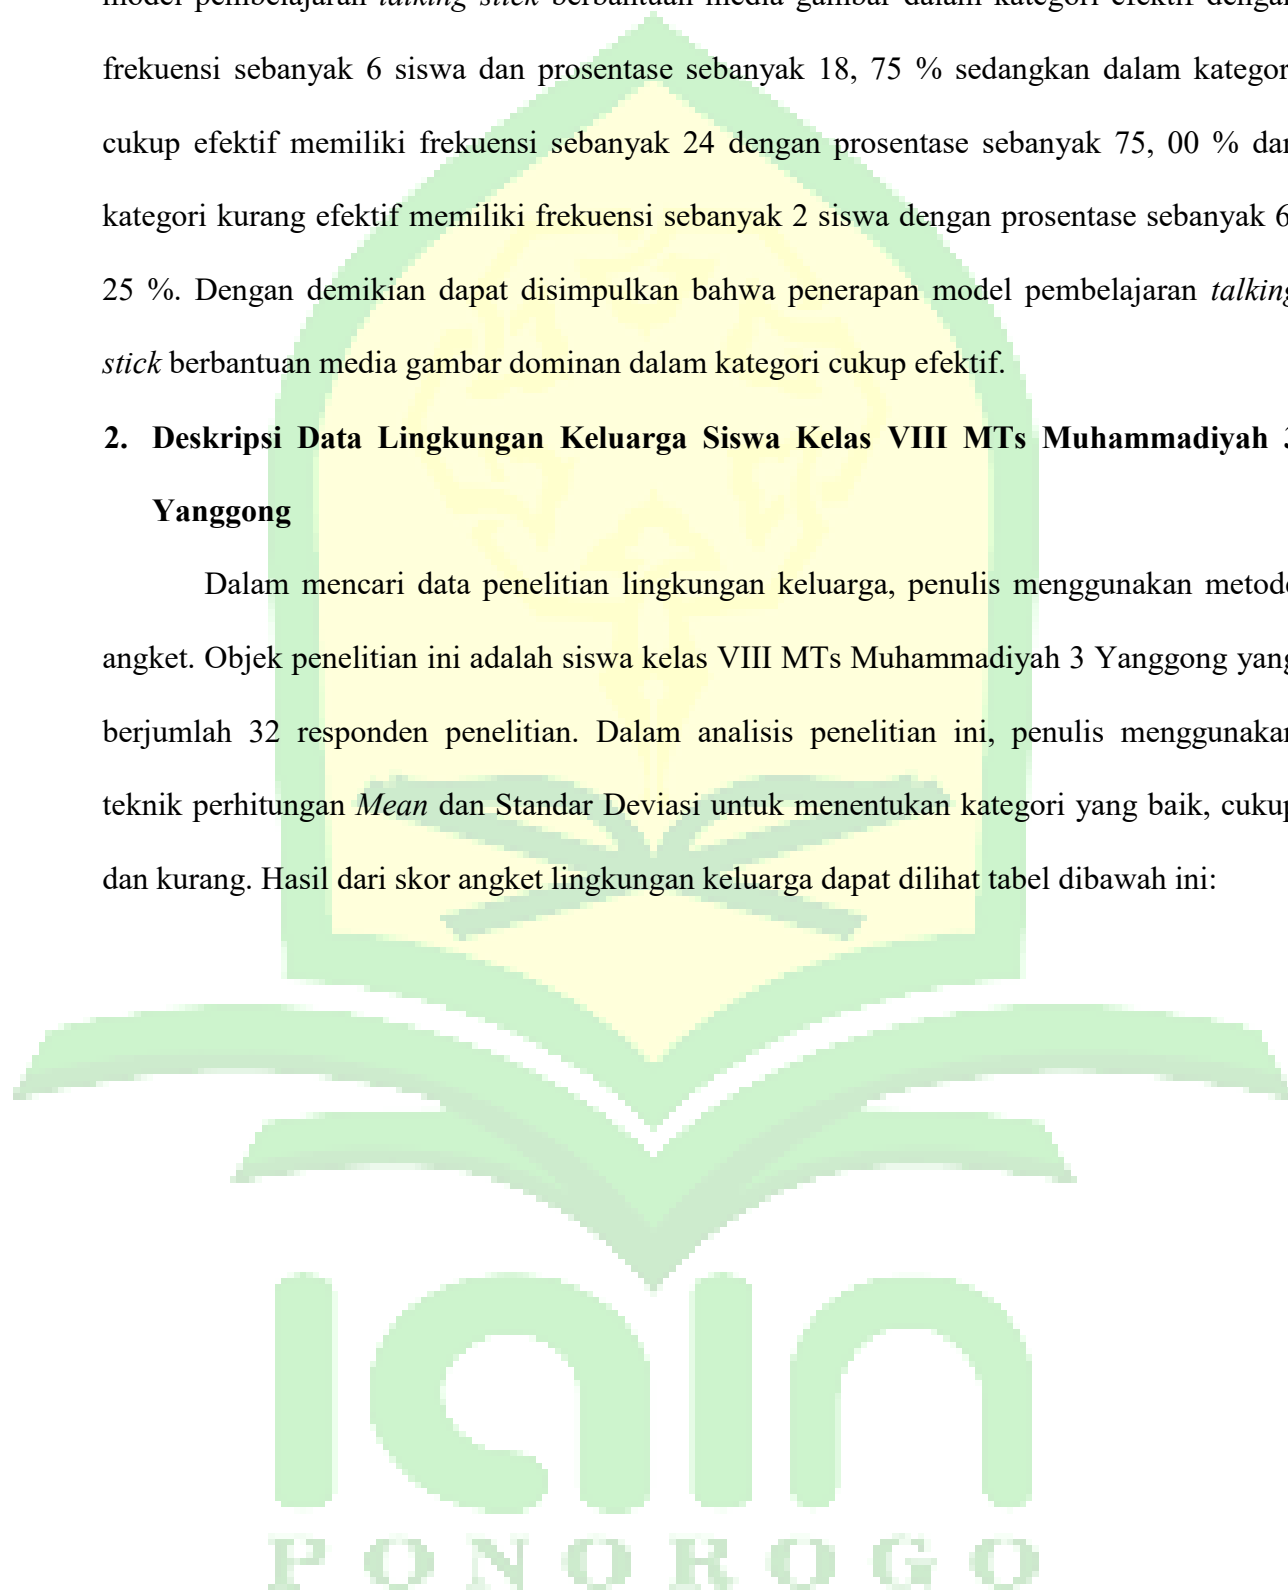 model pembelajaran talking stick berbantuan media gambar dalam kategori efektif dengan
frekuensi sebanyak 6 siswa dan prosentase sebanyak 18, 75 % sedangkan dalam kategori
cukup efektif memiliki frekuensi sebanyak 24 dengan prosentase sebanyak 75, 00 % dan
kategori kurang efektif memiliki frekuensi sebanyak 2 siswa dengan prosentase sebanyak 6,
25 %. Dengan demikian dapat disimpulkan bahwa penerapan model pembelajaran talking
stick berbantuan media gambar dominan dalam kategori cukup efektif.
2. Deskripsi Data Lingkungan Keluarga Siswa Kelas VIII MTs Muhammadiyah 3
Yanggong
Dalam mencari data penelitian lingkungan keluarga, penulis menggunakan metode
angket. Objek penelitian ini adalah siswa kelas VIII MTs Muhammadiyah 3 Yanggong yang
berjumlah 32 responden penelitian. Dalam analisis penelitian ini, penulis menggunakan
teknik perhitungan Mean dan Standar Deviasi untuk menentukan kategori yang baik, cukup
dan kurang. Hasil dari skor angket lingkungan keluarga dapat dilihat tabel dibawah ini:
iain
PONOROGO